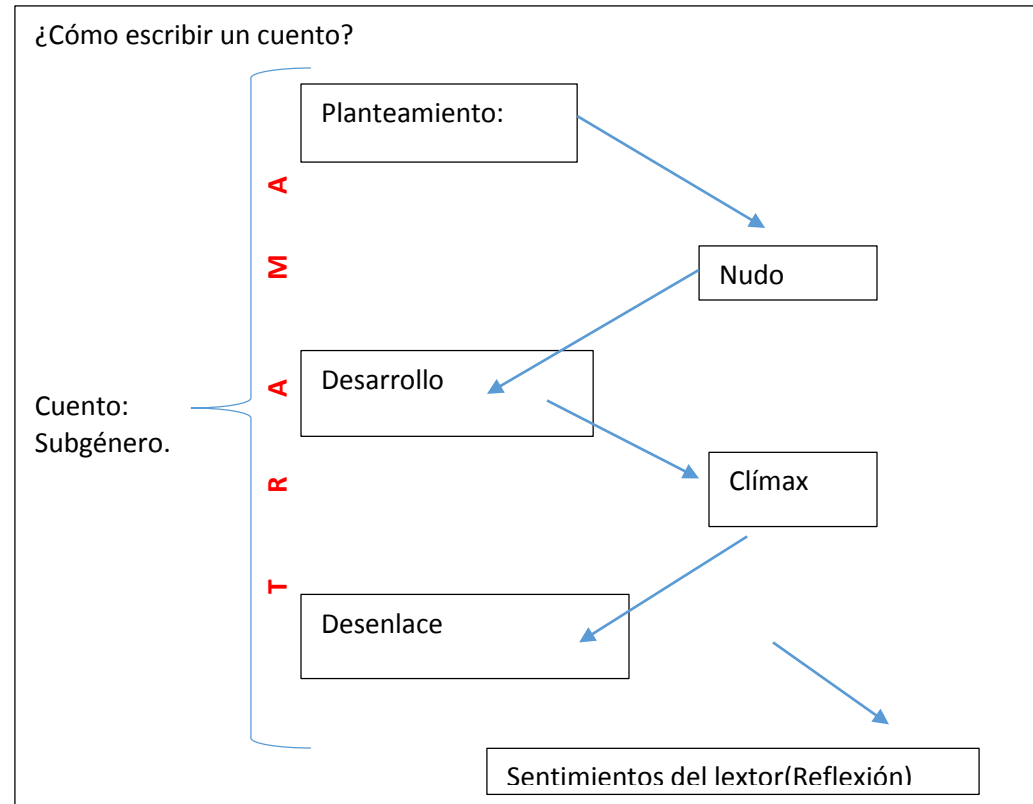 ¿Cómo escribir un cuento?
Planteamiento:
Nudo
Desarrollo
Cuento:
Subgénero.
Clímax
Desenlace
Sentimientos del lextor(Reflexión)
T R A M A